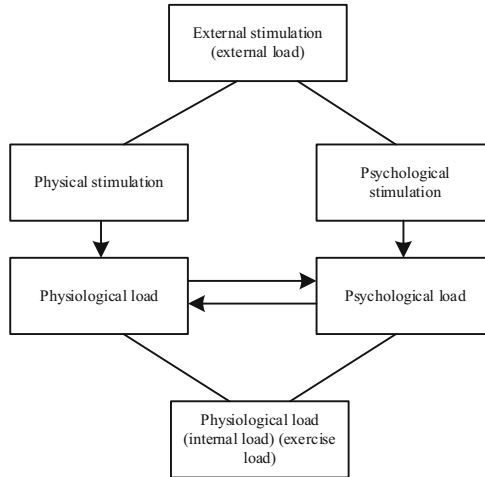 External stimulation
(external load)
Physical stimulation
Psychological
stimulation
Physiological load
Psychological load
Physiological load
(internal load) (exercise
load)